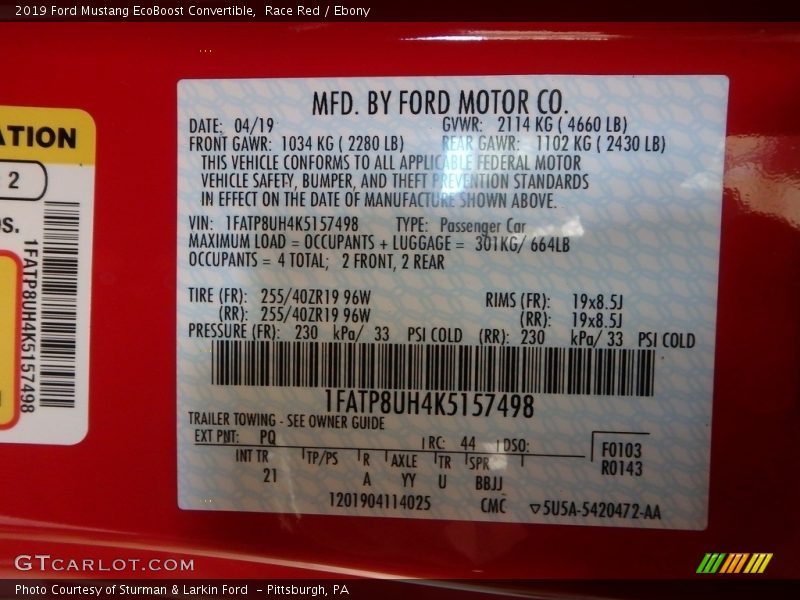 2019 Ford Mustang EcoBoost Convertible,  Race Red / Ebony
ATION
2
S.
1FATP8UH4K5157498
MFD. BY FORD MOTOR CO.
DATE: 04/19 GVWR: 2114 KG ( 4660 LB)
FRONT GAWR: 1034 KG ( 2280 LB) REAR GAWR: 1102 KG ( 2430 LB)
THIS VEHICLE CONFORMS TO ALL APPLICABLE FEDERAL MOTOR
VEHICLE SAFETY, BUMPER, AND THEFT PREVENTION STANDARDS
IN EFFECT ON THE DATE OF MANUFACTURE SHOWN ABOVE.
VIN: 1FATP8UH4K5157498 TYPE: Passenger Car
MAXIMUM LOAD = OCCUPANTS + LUGGAGE = 301KG/ 664LB
OCCUPANTS = 4 TOTAL; 2 FRONT, 2 REAR
TIRE (FR): 255/40ZR19 96W RIMS (FR): 19x8.5J
(RR): 255/40ZR19 96W (RR): 19x8.5J
PRESSURE (FR): 230 kPa/ 33 PSI COLD (RR): 230 kPa/ 33 PSI COLD
1FATP8UH4K5157498
TRAILER TOWING - SEE OWNER GUIDE
EXT PNT: PQ RC: 44 DSO: F0103
INT TR TP/PS R AXLE TR SPR R0143
21 A YY U BBJJ
1201904114025 CMC ▽5U5A-5420472-AA
GTCARLOT.COM
Photo Courtesy of Sturman & Larkin Ford  - Pittsburgh, PA